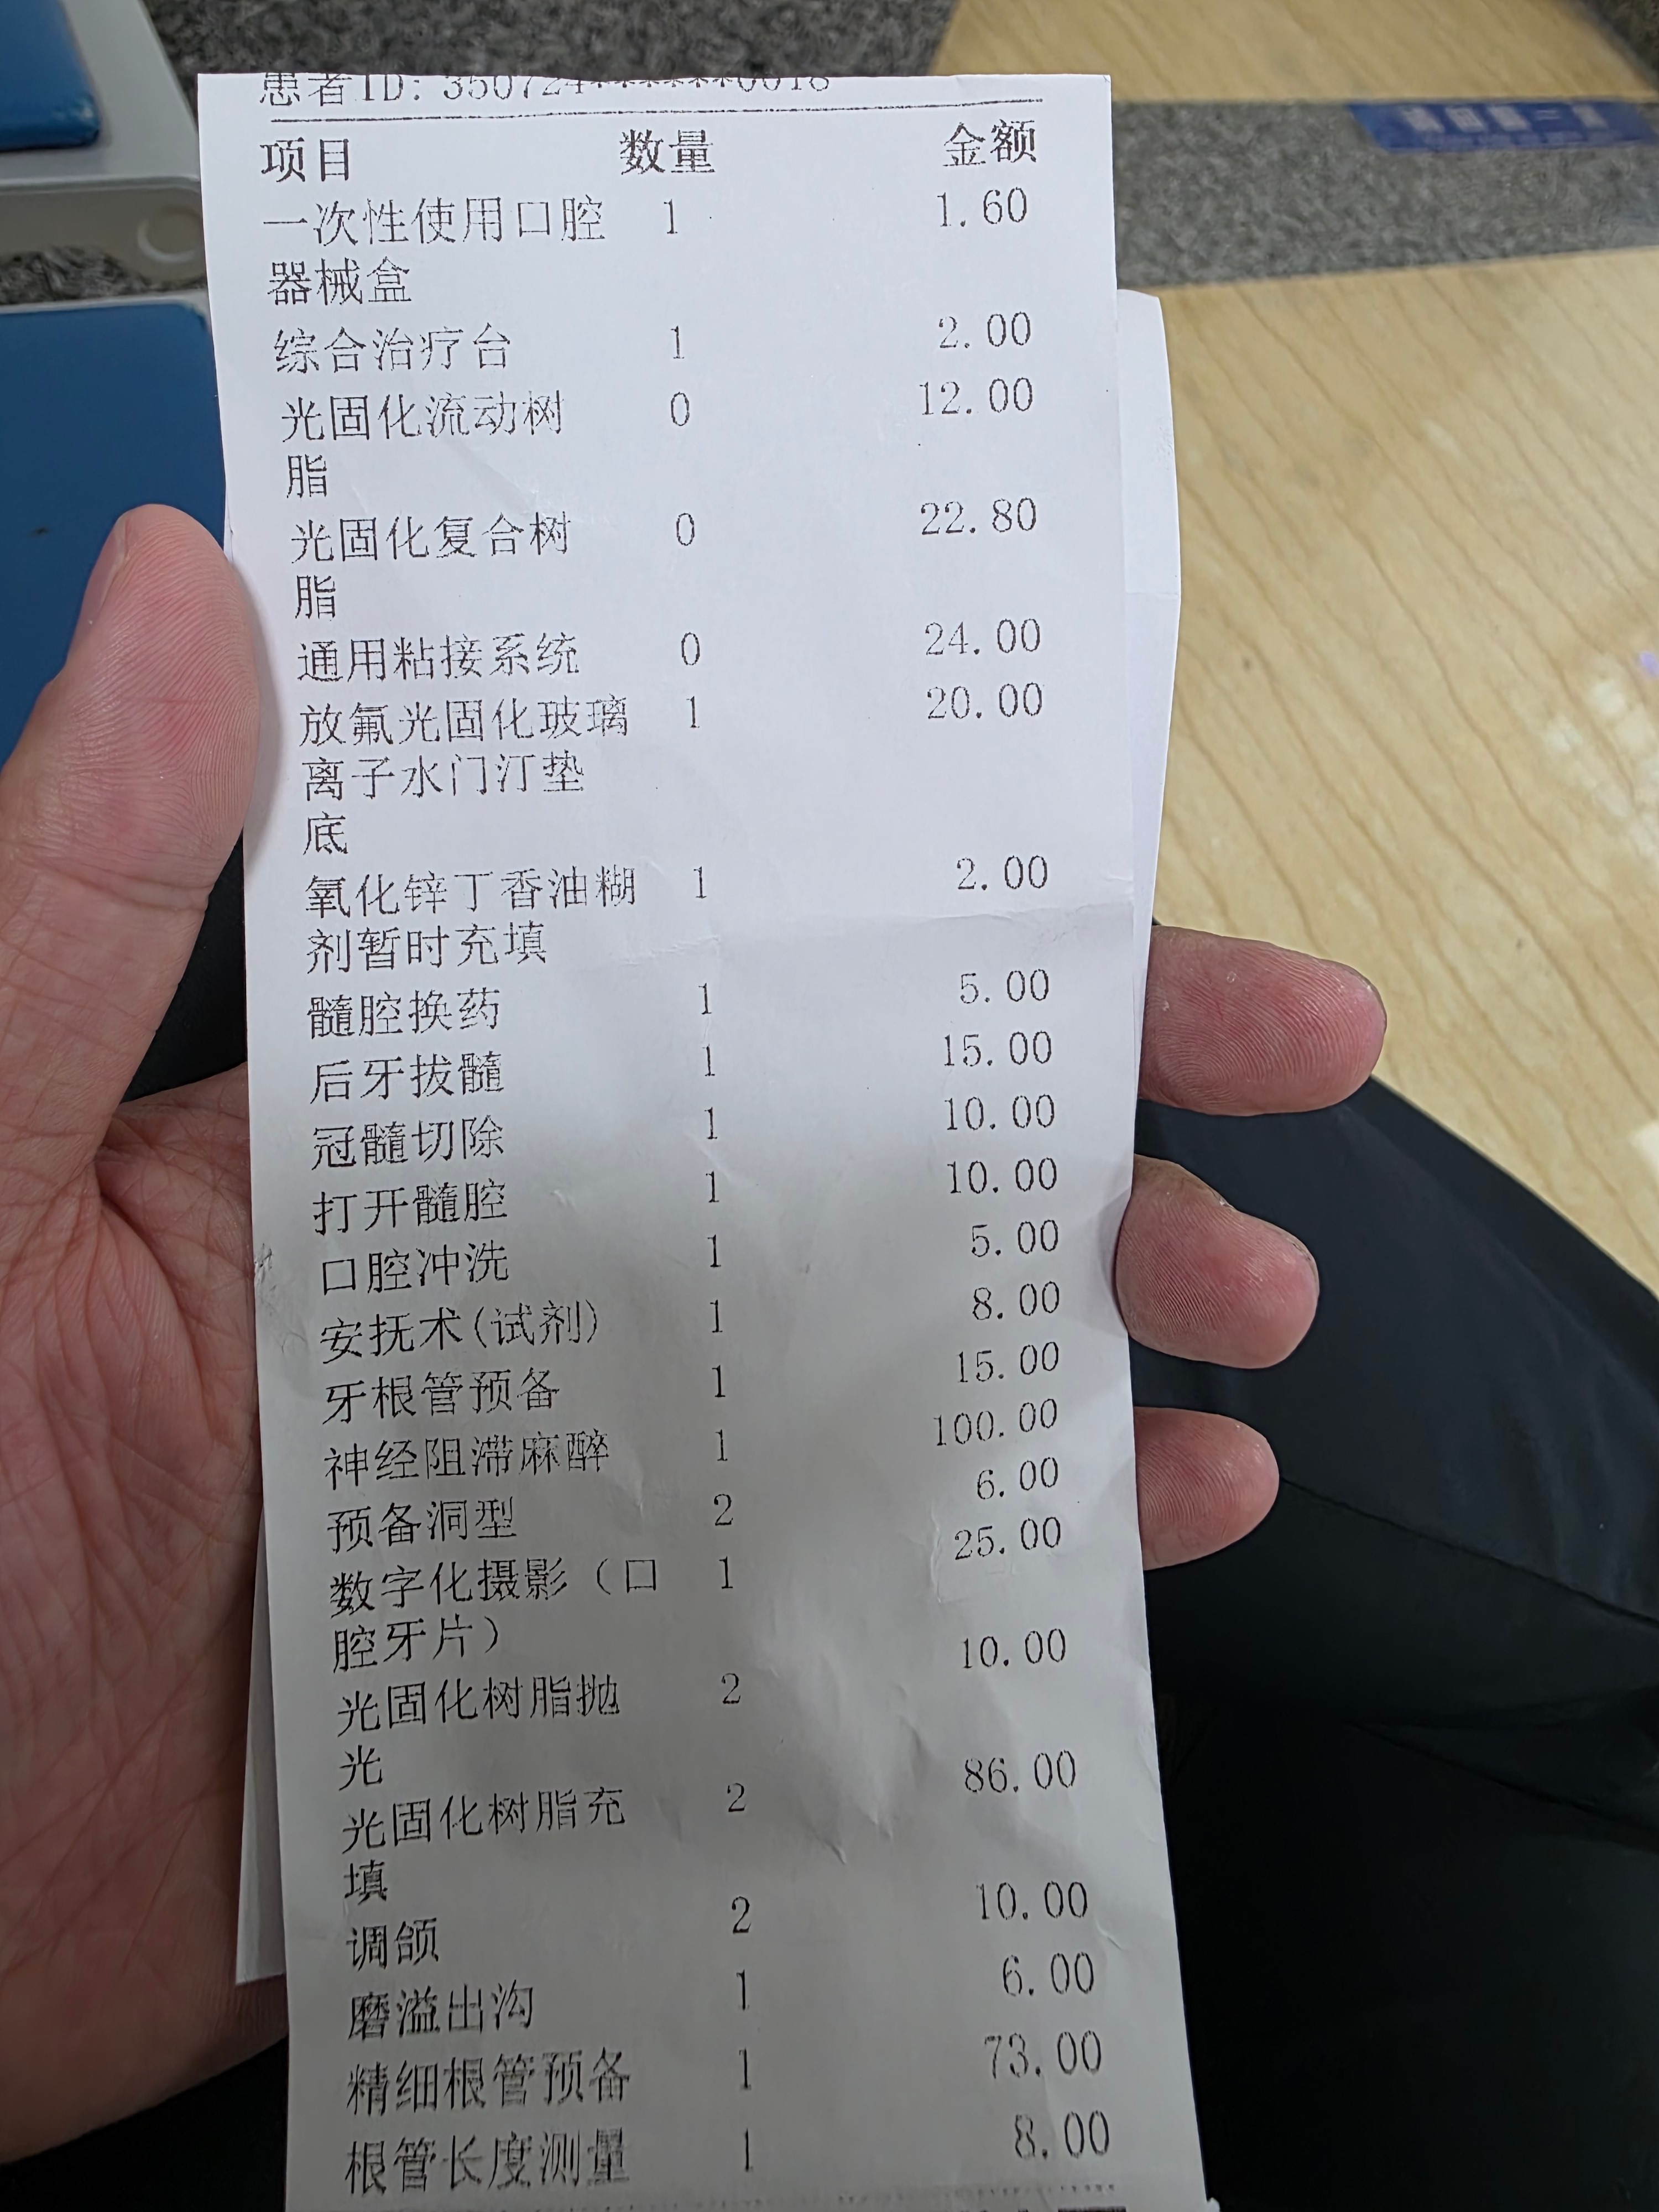 患者ID: 350724*******0018
项目 数量 金额
一次性使用口腔 1 1.60
器械盒
综合治疗台 1 2.00
光固化流动树 0 12.00
脂
光固化复合树 0 22.80
脂
通用粘接系统 0 24.00
放氟光固化玻璃 1 20.00
离子水门汀垫
底
氧化锌丁香油糊 1 2.00
剂暂时充填
髓腔换药 1 5.00
后牙拔髓 1 15.00
冠髓切除 1 10.00
打开髓腔 1 10.00
口腔冲洗 1 5.00
安抚术(试剂) 1 8.00
牙根管预备 1 15.00
神经阻滞麻醉 1 100.00
预备洞型 2 6.00
数字化摄影（口 1 25.00
腔牙片）
光固化树脂抛 2 10.00
光
光固化树脂充 2 86.00
填
调颌 2 10.00
磨溢出沟 1 6.00
精细根管预备 1 73.00
根管长度测量 1 8.00